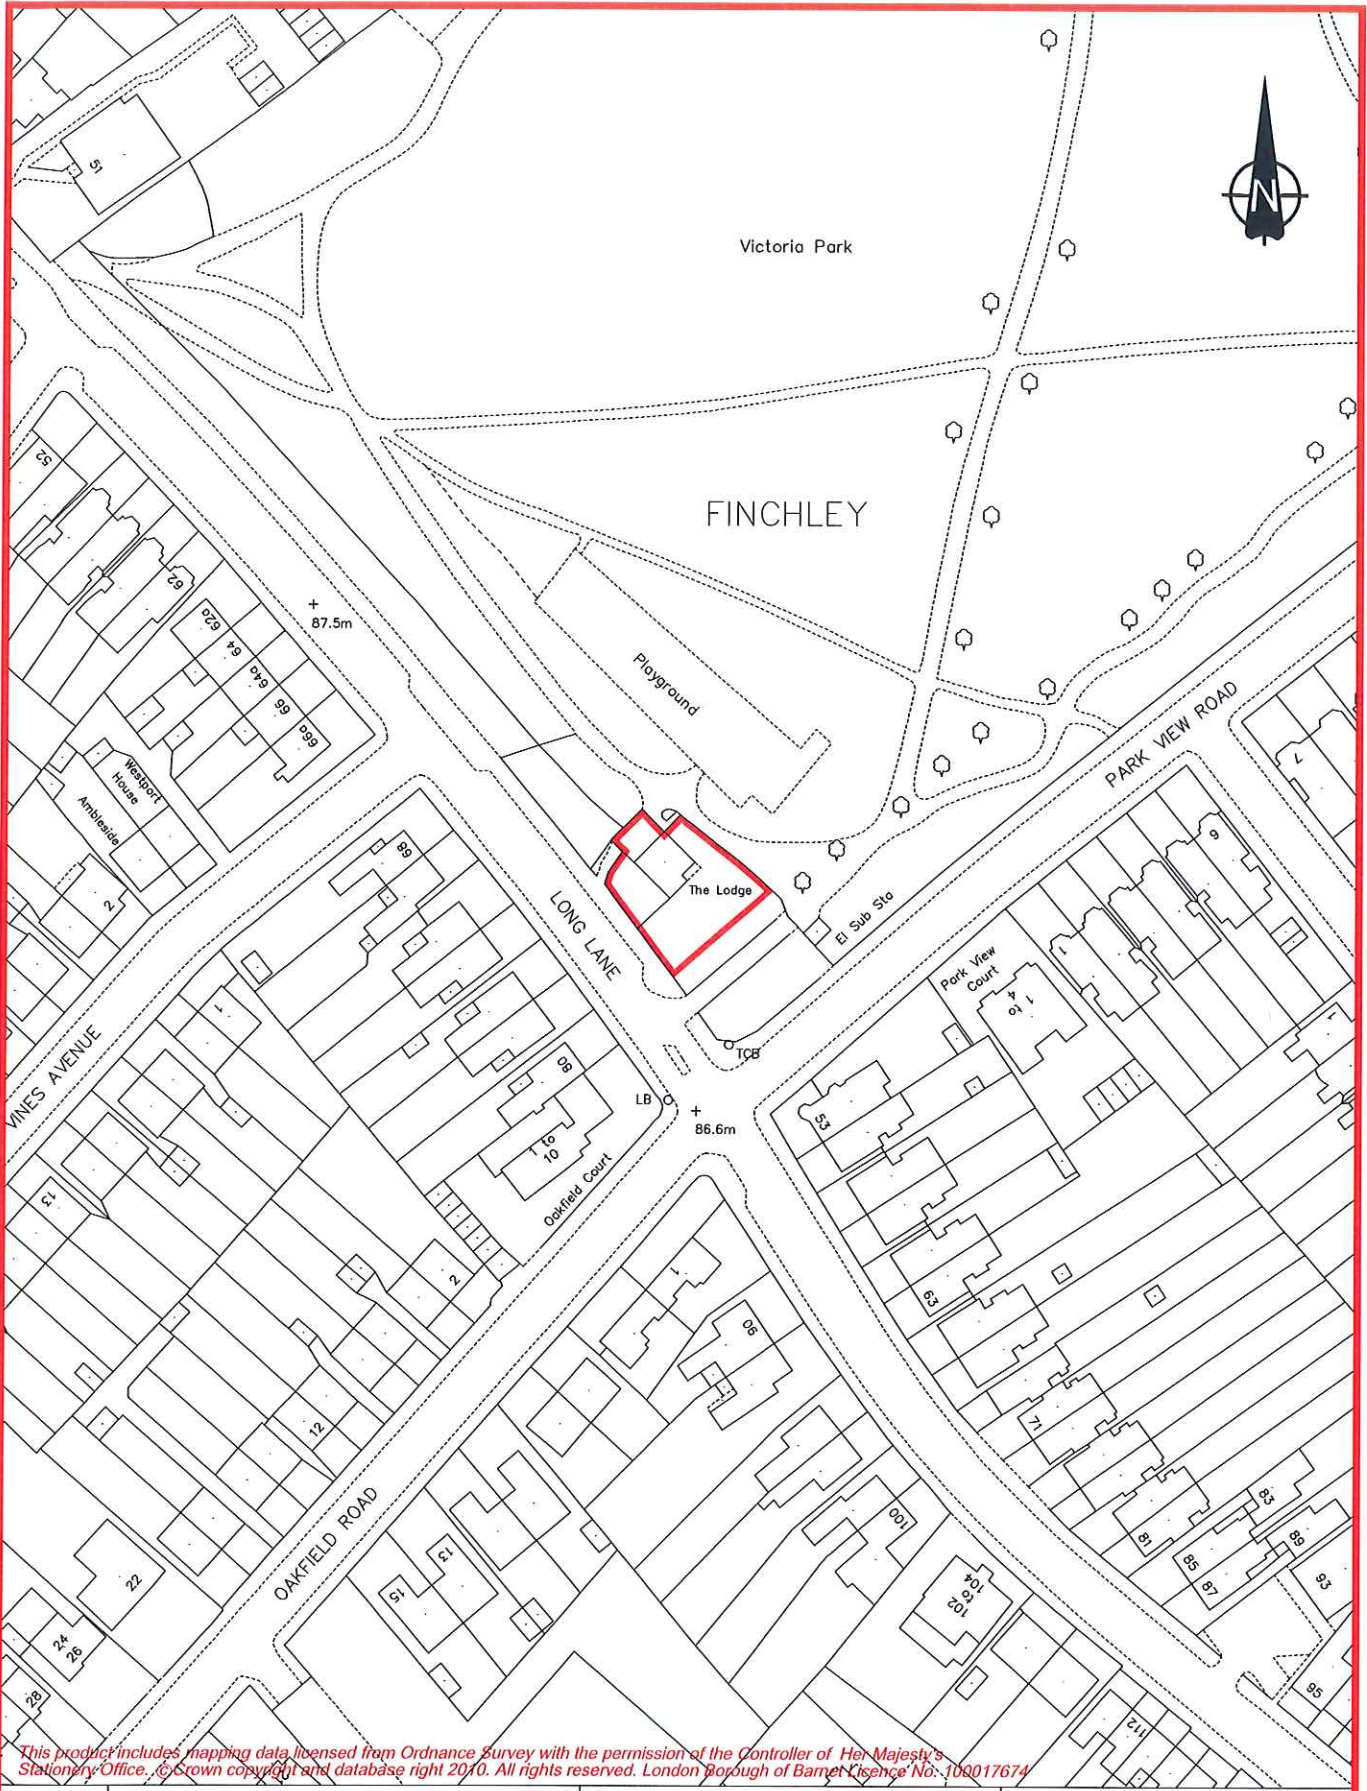 51
N
Victoria Park
52
FINCHLEY
62
62a
64
64a
66
66a
87.5m
Playground
PARK VIEW ROAD
7
Westport
House
Ambleside
2
68
The Lodge
LONG LANE
El Sub Sta
9
1
Park View
Court
1 to 4
1
1
VINES AVENUE
TCB
80
LB
86.6m
53
1 to
10
Oakfield Court
13
2
1
63
90
12
71
OAKFIELD ROAD
100
81
83
85
87
89
93
13
15
22
102
to
104
24
26
28
95
112
This product includes mapping data licensed from Ordnance Survey with the permission of the Controller of Her Majesty's
Stationery Office. © Crown copyright and database right 2010. All rights reserved. London Borough of Barnet Licence No. 100017674